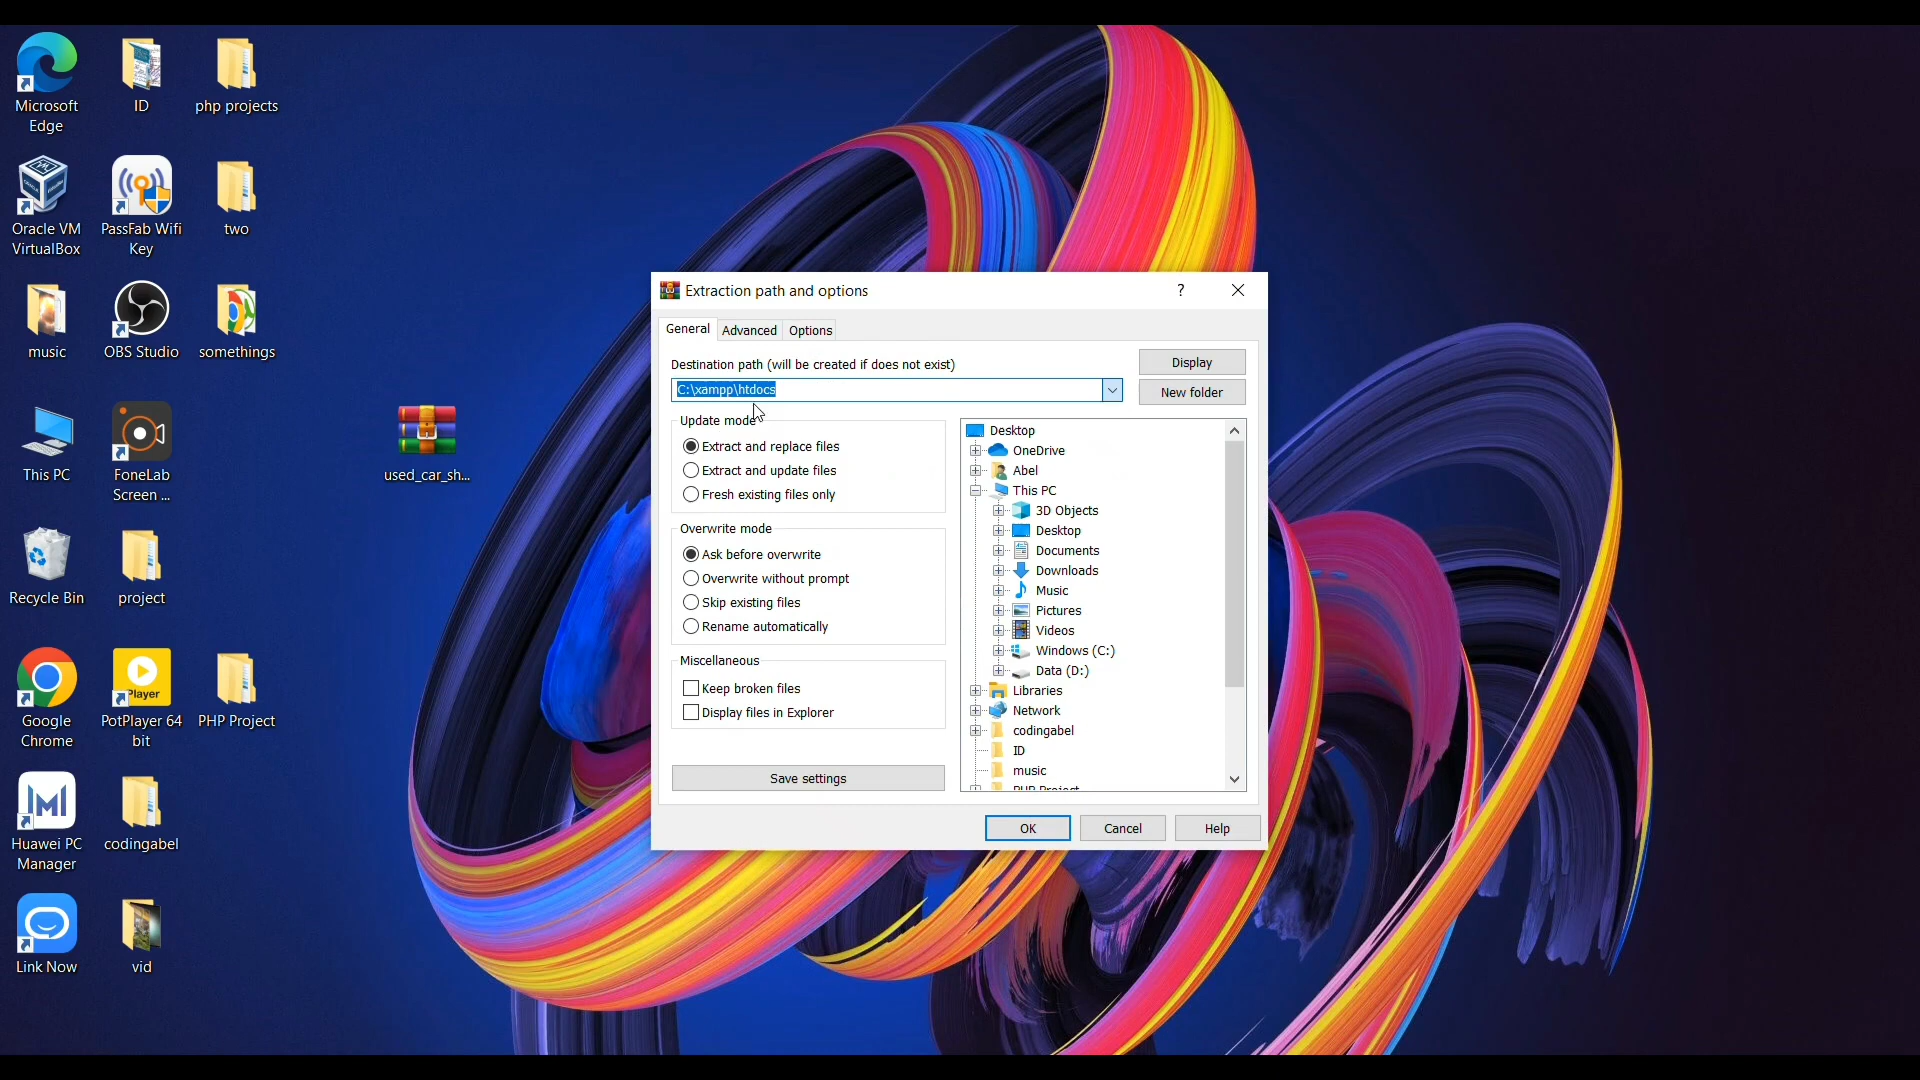 Microsoft
Edge
ID
php projects
Oracle VM
VirtualBox
PassFab Wifi
Key
two
music
OBS Studio
somethings
This PC
FoneLab
Screen ...
used_car_sh...
Recycle Bin
project
Google
Chrome
Player
PotPlayer 64
bit
PHP Project
Huawei PC
Manager
codingabel
Link Now
vid
Extraction path and options
?
General
Advanced
Options
Destination path (will be created if does not exist)
Display
C:\xampp\htdocs
New folder
Update mode
Extract and replace files
Extract and update files
Fresh existing files only
Overwrite mode
Ask before overwrite
Overwrite without prompt
Skip existing files
Rename automatically
Miscellaneous
Keep broken files
Display files in Explorer
Save settings
Desktop
OneDrive
Abel
This PC
3D Objects
Desktop
Documents
Downloads
Music
Pictures
Videos
Windows (C:)
Data (D:)
Libraries
Network
codingabel
ID
music
PHP Project
OK
Cancel
Help